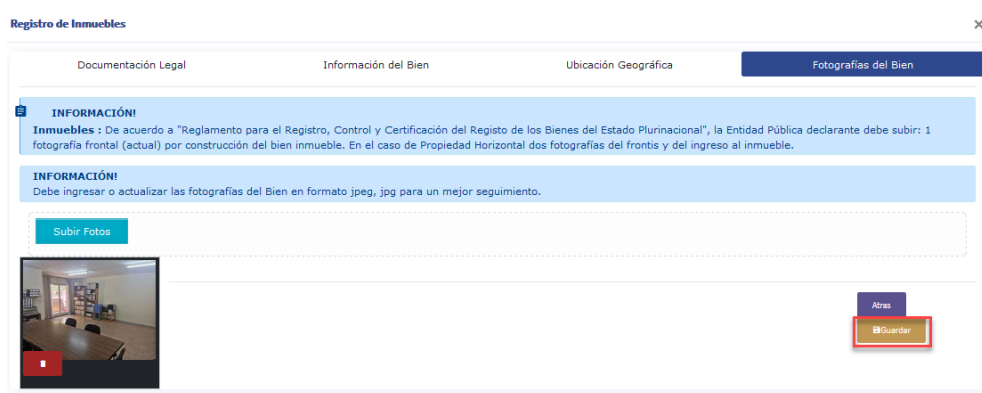 Registro de Inmuebles
×
Documentación Legal
Información del Bien
Ubicación Geográfica
Fotografías del Bien
INFORMACIÓN!
Inmuebles : De acuerdo a "Reglamento para el Registro, Control y Certificación del Registo de los Bienes del Estado Plurinacional", la Entidad Pública declarante debe subir: 1
fotografía frontal (actual) por construcción del bien inmueble. En el caso de Propiedad Horizontal dos fotografías del frontis y del ingreso al inmueble.
INFORMACIÓN!
Debe ingresar o actualizar las fotografías del Bien en formato jpeg, jpg para un mejor seguimiento.
Subir Fotos
Atras
Guardar